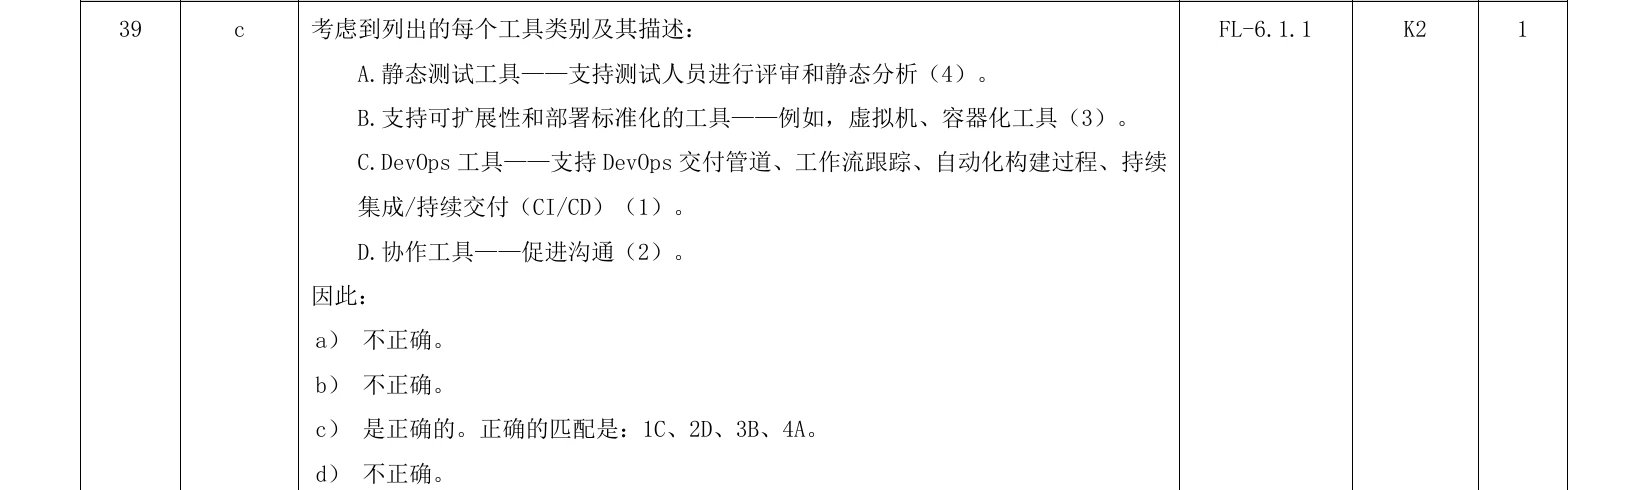 39 c 考虑到列出的每个工具类别及其描述： FL-6.1.1 K2 1
A.静态测试工具——支持测试人员进行评审和静态分析（4）。
B.支持可扩展性和部署标准化的工具——例如，虚拟机、容器化工具（3）。
C.DevOps 工具——支持 DevOps 交付管道、工作流跟踪、自动化构建过程、持续
集成/持续交付（CI/CD）（1）。
D.协作工具——促进沟通（2）。
因此：
a） 不正确。
b） 不正确。
c） 是正确的。正确的匹配是：1C、2D、3B、4A。
d） 不正确。